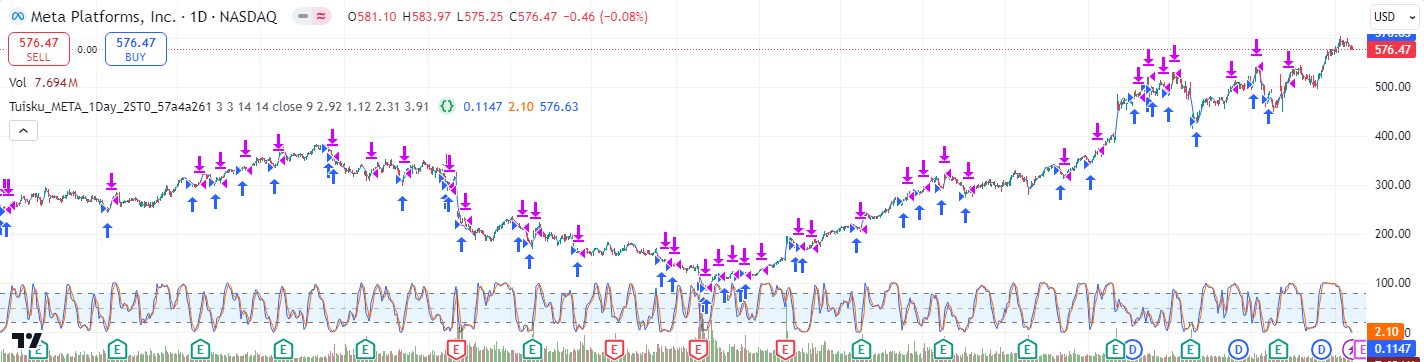 Meta Platforms, Inc. · 1D · NASDAQ O581.10 H583.97 L575.25 C576.47 −0.46 (−0.08%)
USD
576.47 SELL
0.00
576.47 BUY
576.63
576.47
Vol 7.694M
Tuisku_META_1Day_2ST0_57a4a261 3 3 14 14 close 9 2.92 1.12 2.31 3.91 {} 0.1147 2.10 576.63
500.00
400.00
300.00
200.00
100.00
2.10
0.1147
E E E E E E E E E E E E E E D E D E D E